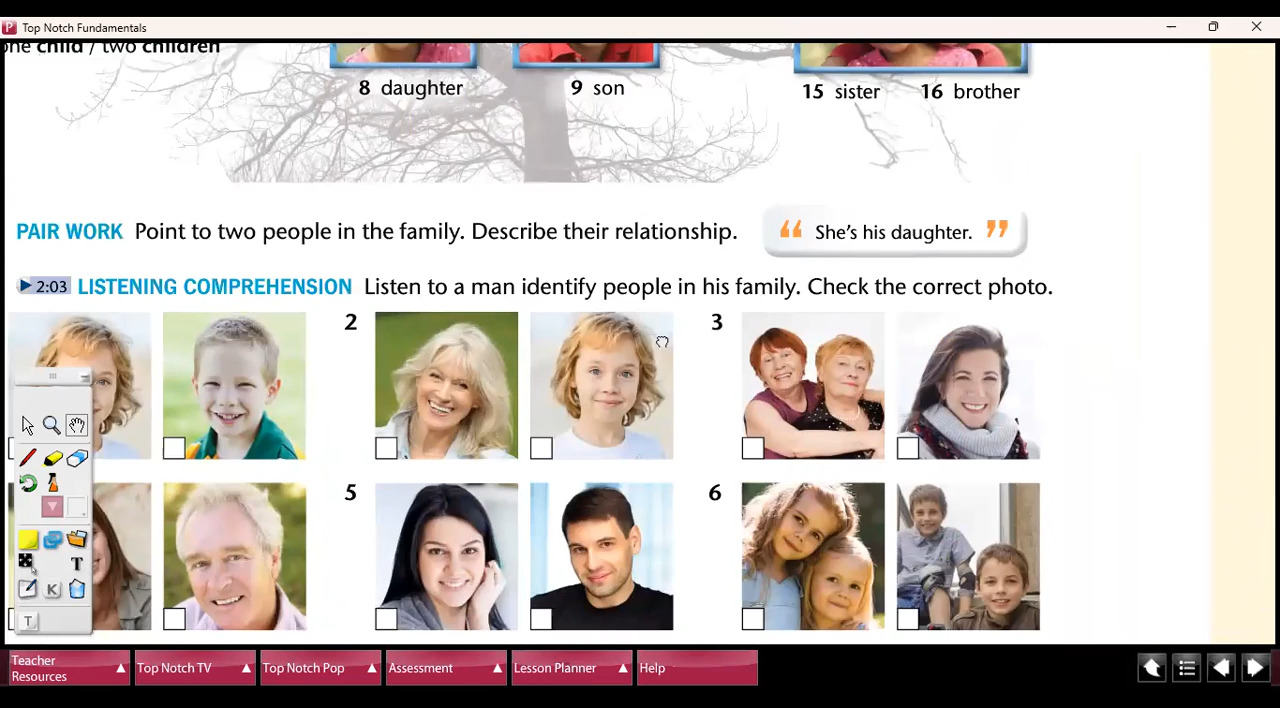 Top Notch Fundamentals
one child / two children
8 daughter
9 son
15 sister
16 brother
PAIR WORK Point to two people in the family. Describe their relationship.
“ She's his daughter. ”
2:03 LISTENING COMPREHENSION Listen to a man identify people in his family. Check the correct photo.
2
3
5
6
T
K
T
Teacher Resources
Top Notch TV
Top Notch Pop
Assessment
Lesson Planner
Help